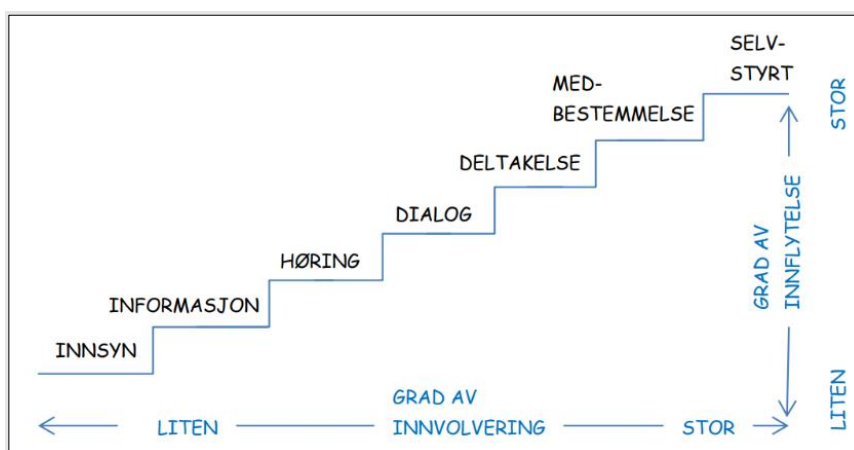 SELV-
STYRT
MED-
BESTEMMELSE
DELTAKELSE
DIALOG
HØRING
INFORMASJON
INNSYN
STOR
GRAD AV
INNFLYTELSE
LITEN
GRAD AV
LITEN INNVOLVERING STOR